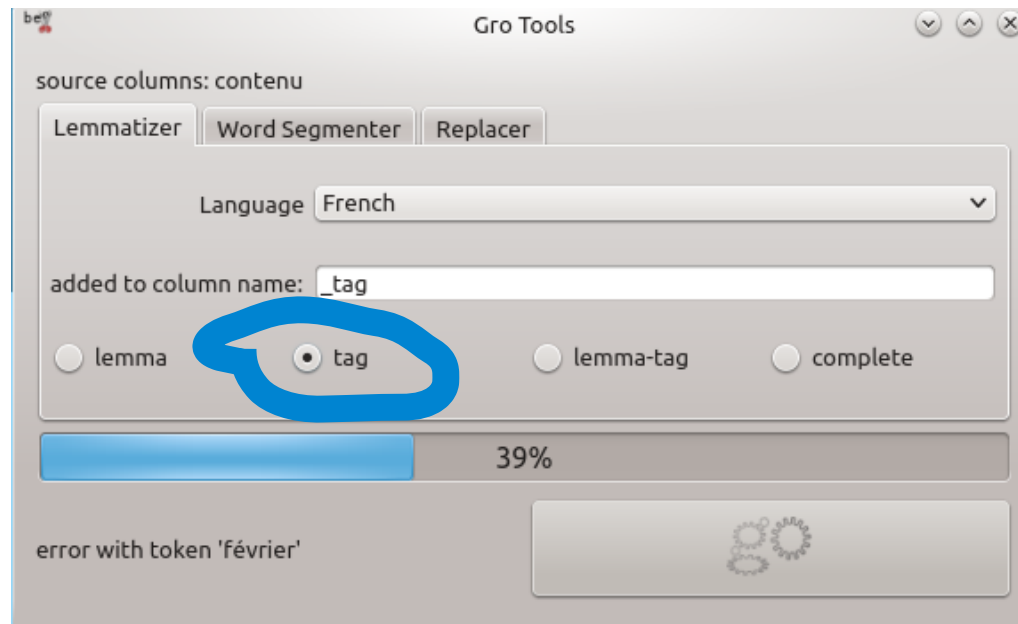 Gro Tools
source columns: contenu
Lemmatizer Word Segmenter Replacer
Language French
added to column name: _tag
lemma tag lemma-tag complete
39%
error with token 'février'
go